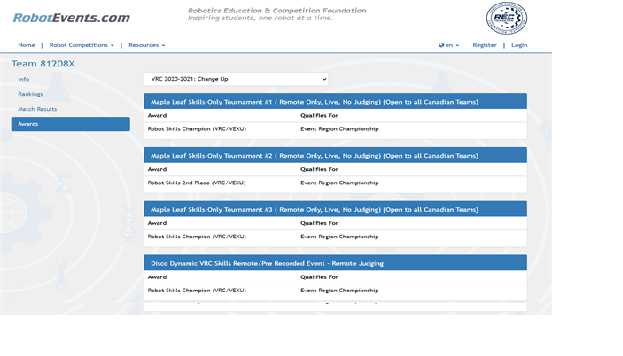 RobotEvents.com
Robotics Education & Competition Foundation
Inspiring students, one robot at a time.
Home | Robot Competitions | Resources
en Register | Login
Team 81208X
Info
Rankings
Match Results
Awards
VRC 2020-2021: Change Up
Maple Leaf Skills-Only Tournament #1 ( Remote Only, Live, No Judging) [Open to all Canadian Teams]
Award Qualifies For
Robot Skills Champion (VRC/VEXU) Event Region Championship
Maple Leaf Skills-Only Tournament #2 ( Remote Only, Live, No Judging) [Open to all Canadian Teams]
Award Qualifies For
Robot Skills 2nd Place (VRC/VEXU) Event Region Championship
Maple Leaf Skills-Only Tournament #3 ( Remote Only, Live, No Judging) [Open to all Canadian Teams]
Award Qualifies For
Robot Skills Champion (VRC/VEXU) Event Region Championship
Disco Dynamic VRC Skills Remote/Pre Recorded Event - Remote Judging
Award Qualifies For
Robot Skills Champion (VRC/VEXU) Event Region Championship